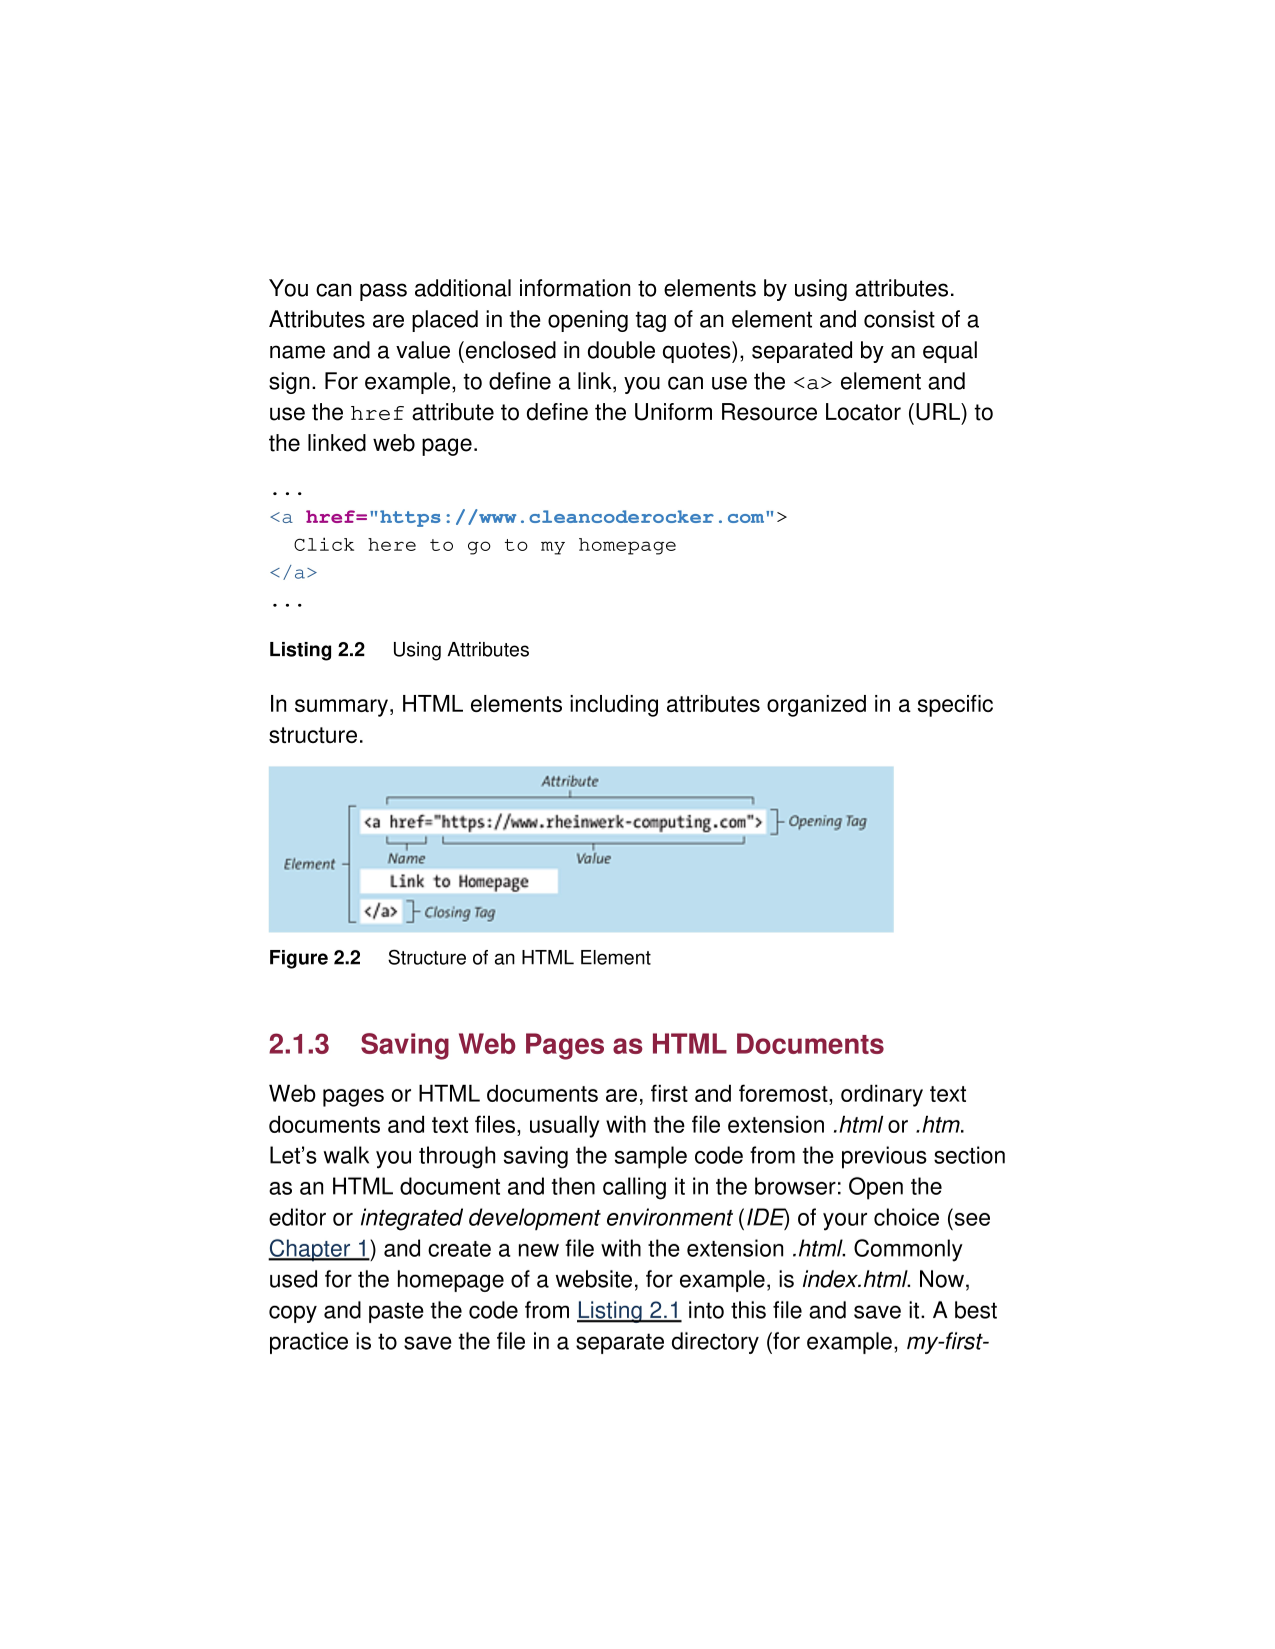 You can pass additional information to elements by using attributes.
Attributes are placed in the opening tag of an element and consist of a
name and a value (enclosed in double quotes), separated by an equal
sign. For example, to define a link, you can use the <a> element and
use the href attribute to define the Uniform Resource Locator (URL) to
the linked web page.
...
<a href="https://www.cleancoderocker.com">
  Click here to go to my homepage
</a>
...
Listing 2.2 Using Attributes
In summary, HTML elements including attributes organized in a specific
structure.
Attribute
<a href="https://www.rheinwerk-computing.com"> Opening Tag
Element Name Value
Link to Homepage
</a> Closing Tag
Figure 2.2 Structure of an HTML Element
2.1.3 Saving Web Pages as HTML Documents
Web pages or HTML documents are, first and foremost, ordinary text
documents and text files, usually with the file extension .html or .htm.
Let’s walk you through saving the sample code from the previous section
as an HTML document and then calling it in the browser: Open the
editor or integrated development environment (IDE) of your choice (see
Chapter 1) and create a new file with the extension .html. Commonly
used for the homepage of a website, for example, is index.html. Now,
copy and paste the code from Listing 2.1 into this file and save it. A best
practice is to save the file in a separate directory (for example, my-first-